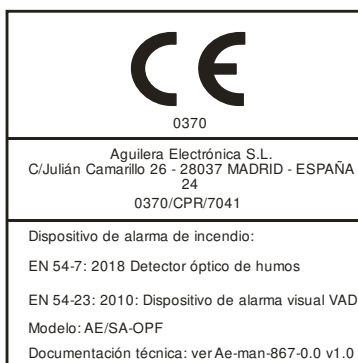 CE
0370
Aguilera Electrónica S.L.
C/Julián Camarillo 26 - 28037 MADRID - ESPAÑA
24
0370/CPR/7041
Dispositivo de alarma de incendio:
EN 54-7: 2018 Detector óptico de humos
EN 54-23: 2010: Dispositivo de alarma visual VAD
Modelo: AE/SA-OPF
Documentación técnica: ver Ae-man-867-0.0 v1.0